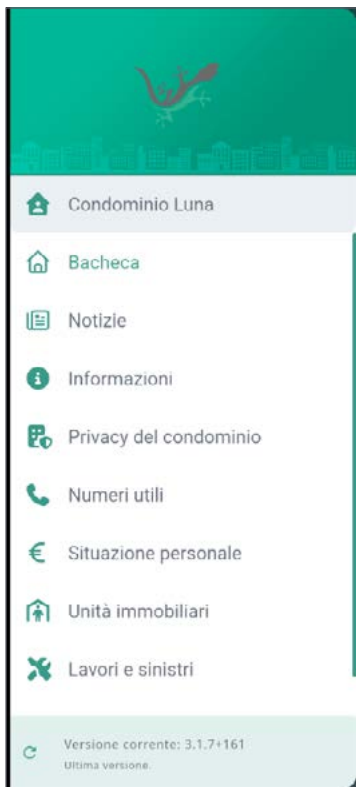 Condominio Luna
Bacheca
Notizie
Informazioni
Privacy del condominio
Numeri utili
Situazione personale
Unità immobiliari
Lavori e sinistri
Versione corrente: 3.1.7+161
Ultima versione.